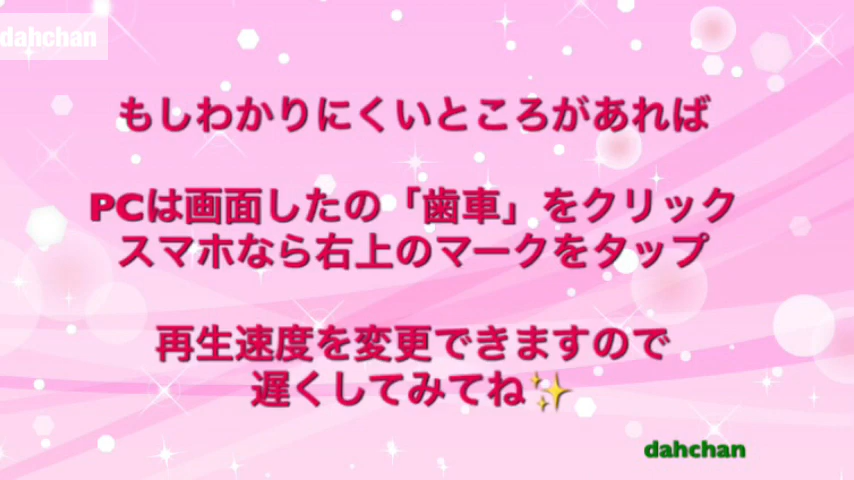 dahchan
もしわかりにくいところがあれば
PCは画面したの「歯車」をクリック
スマホなら右上のマークをタップ
再生速度を変更できますので
遅くしてみてね✨
dahchan